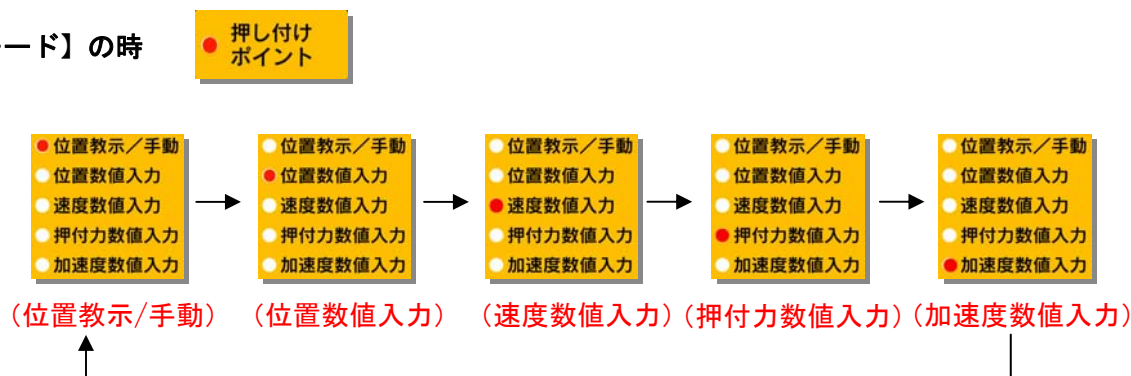 ード】の時
押し付け
ポイント
位置教示／手動
位置数値入力
速度数値入力
押付力数値入力
加速度数値入力
位置教示／手動
位置数値入力
速度数値入力
押付力数値入力
加速度数値入力
位置教示／手動
位置数値入力
速度数値入力
押付力数値入力
加速度数値入力
位置教示／手動
位置数値入力
速度数値入力
押付力数値入力
加速度数値入力
位置教示／手動
位置数値入力
速度数値入力
押付力数値入力
加速度数値入力
（位置教示/手動）　（位置数値入力）　（速度数値入力）（押付力数値入力）（加速度数値入力）